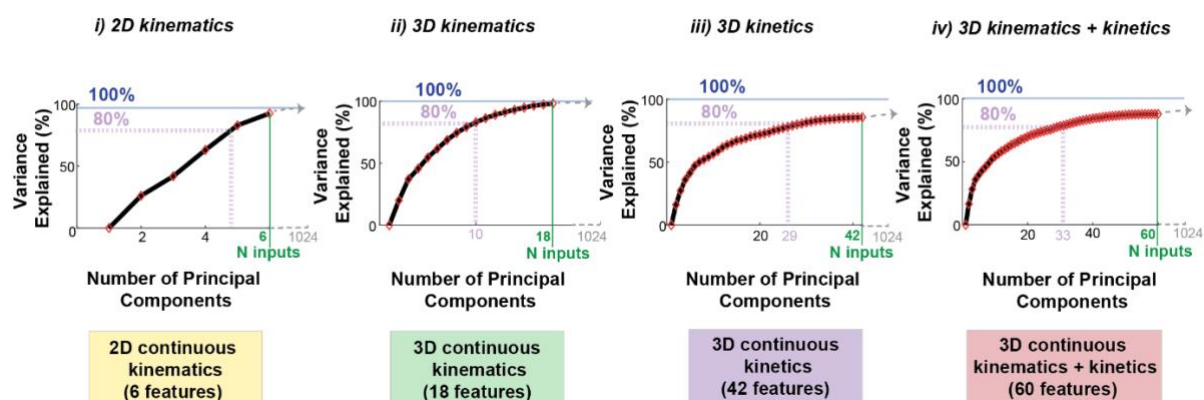 i) 2D kinematics
100%
100
80%
Variance
Explained (%)
50
0
2
4
6
1024
N inputs
Number of Principal
Components
2D continuous
kinematics
(6 features)
ii) 3D kinematics
100%
100
80%
Variance
Explained (%)
50
0
10
18
1024
N inputs
Number of Principal
Components
3D continuous
kinematics
(18 features)
iii) 3D kinetics
100%
100
80%
Variance
Explained (%)
50
0
20
29
42
1024
N inputs
Number of Principal
Components
3D continuous
kinetics
(42 features)
iv) 3D kinematics + kinetics
100%
100
80%
Variance
Explained (%)
50
0
20
33
40
60
1024
N inputs
Number of Principal
Components
3D continuous
kinematics + kinetics
(60 features)